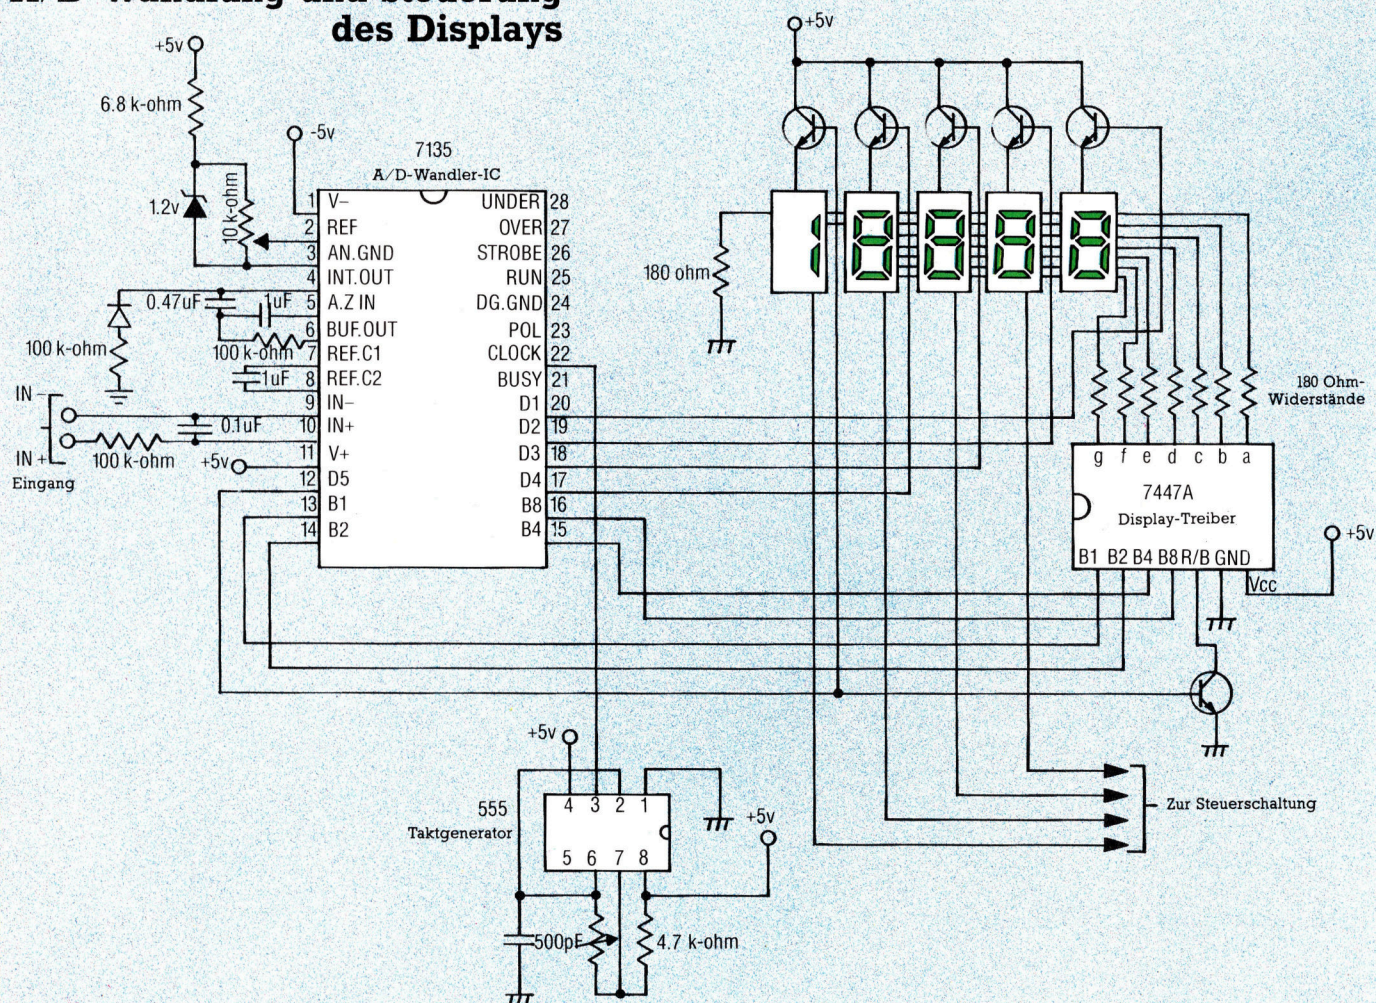 A/D-Wandlung und Steuerung
des Displays
+5v
6.8 k-ohm
1.2v
10 k-ohm
-5v
7135
A/D-Wandler-IC
1 V− UNDER 28
2 REF OVER 27
3 AN.GND STROBE 26
4 INT.OUT RUN 25
5 A.Z IN DG.GND 24
6 BUF.OUT POL 23
7 REF.C1 CLOCK 22
8 REF.C2 BUSY 21
9 IN− D1 20
10 IN+ D2 19
11 V+ D3 18
12 D5 D4 17
13 B1 B8 16
14 B2 B4 15
0.47uF
1uF
100 k-ohm
100 k-ohm
1uF
IN −
0.1uF
IN +
100 k-ohm
+5v
Eingang
+5v
180 ohm
180 Ohm-
Widerstände
g f e d c b a
7447A
Display-Treiber
B1 B2 B4 B8 R/B GND
Vcc
+5v
Zur Steuerschaltung
+5v
555
Taktgenerator
4 3 2 1
5 6 7 8
+5v
500pF
4.7 k-ohm